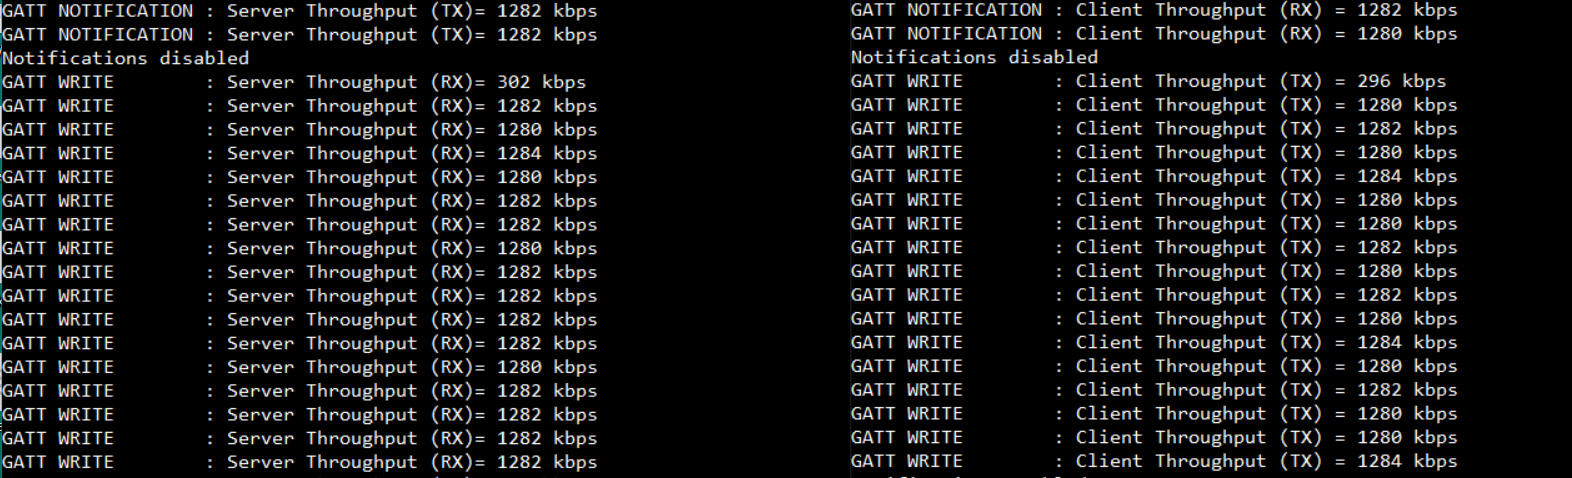 GATT NOTIFICATION : Server Throughput (TX)= 1282 kbps
GATT NOTIFICATION : Server Throughput (TX)= 1282 kbps
Notifications disabled
GATT WRITE : Server Throughput (RX)= 302 kbps
GATT WRITE : Server Throughput (RX)= 1282 kbps
GATT WRITE : Server Throughput (RX)= 1280 kbps
GATT WRITE : Server Throughput (RX)= 1284 kbps
GATT WRITE : Server Throughput (RX)= 1280 kbps
GATT WRITE : Server Throughput (RX)= 1282 kbps
GATT WRITE : Server Throughput (RX)= 1282 kbps
GATT WRITE : Server Throughput (RX)= 1280 kbps
GATT WRITE : Server Throughput (RX)= 1282 kbps
GATT WRITE : Server Throughput (RX)= 1282 kbps
GATT WRITE : Server Throughput (RX)= 1282 kbps
GATT WRITE : Server Throughput (RX)= 1282 kbps
GATT WRITE : Server Throughput (RX)= 1280 kbps
GATT WRITE : Server Throughput (RX)= 1282 kbps
GATT WRITE : Server Throughput (RX)= 1282 kbps
GATT WRITE : Server Throughput (RX)= 1282 kbps
GATT WRITE : Server Throughput (RX)= 1282 kbps
GATT NOTIFICATION : Client Throughput (RX) = 1282 kbps
GATT NOTIFICATION : Client Throughput (RX) = 1280 kbps
Notifications disabled
GATT WRITE : Client Throughput (TX) = 296 kbps
GATT WRITE : Client Throughput (TX) = 1280 kbps
GATT WRITE : Client Throughput (TX) = 1282 kbps
GATT WRITE : Client Throughput (TX) = 1280 kbps
GATT WRITE : Client Throughput (TX) = 1284 kbps
GATT WRITE : Client Throughput (TX) = 1280 kbps
GATT WRITE : Client Throughput (TX) = 1280 kbps
GATT WRITE : Client Throughput (TX) = 1282 kbps
GATT WRITE : Client Throughput (TX) = 1280 kbps
GATT WRITE : Client Throughput (TX) = 1282 kbps
GATT WRITE : Client Throughput (TX) = 1280 kbps
GATT WRITE : Client Throughput (TX) = 1284 kbps
GATT WRITE : Client Throughput (TX) = 1280 kbps
GATT WRITE : Client Throughput (TX) = 1282 kbps
GATT WRITE : Client Throughput (TX) = 1280 kbps
GATT WRITE : Client Throughput (TX) = 1280 kbps
GATT WRITE : Client Throughput (TX) = 1284 kbps